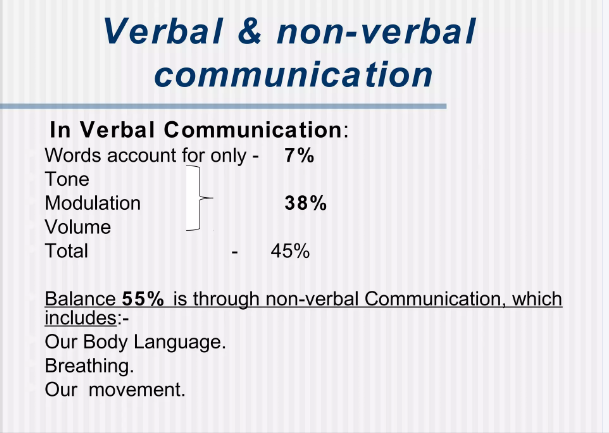 Verbal & non-verbal
communication
In Verbal Communication:
Words account for only - 7%
Tone
Modulation 38%
Volume
Total - 45%
Balance 55% is through non-verbal Communication, which
includes:-
Our Body Language.
Breathing.
Our movement.